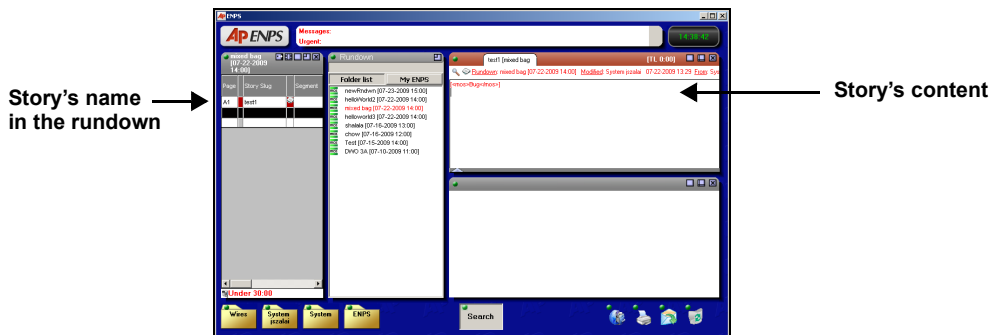 AP ENPS
AP ENPS
Messages:
Urgent:
14:38:42
mixed bag
[07-22-2009
14:00]
Page Story Slug Segment
A1 test1
Under 30:00
Rundown
Folder list My ENPS
newRndwn [07-23-2009 15:00]
helloWorld2 [07-22-2009 14:00]
mixed bag [07-22-2009 14:00]
helloworld3 [07-22-2009 14:00]
shalala [07-16-2009 13:00]
chow [07-16-2009 12:00]
Test [07-15-2009 14:00]
DWO 3A [07-10-2009 11:00]
test1 [mixed bag [TL 0:00]
Rundown: mixed bag [07-22-2009 14:00] Modified: System jszalai 07-22-2009 13:29 From: Sys
[<mos>Bug</mos>]
Story's name
in the rundown
Story's content
Wires
System
jszalai
System
ENPS
Search